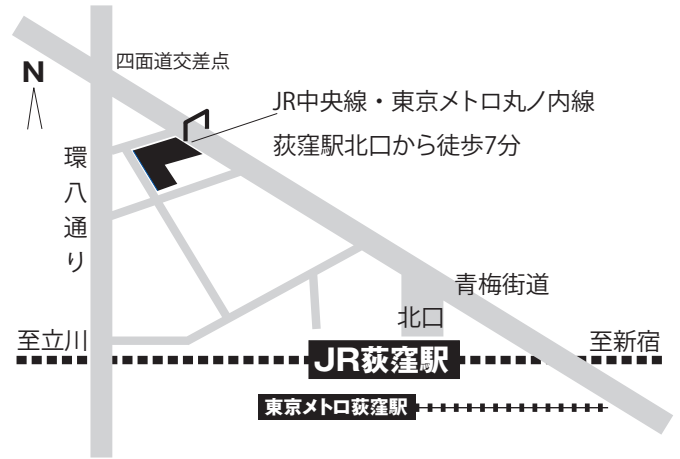 四面道交差点
N
JR中央線・東京メトロ丸ノ内線
荻窪駅北口から徒歩7分
環八通り
青梅街道
北口
至立川
至新宿
JR荻窪駅
東京メトロ荻窪駅